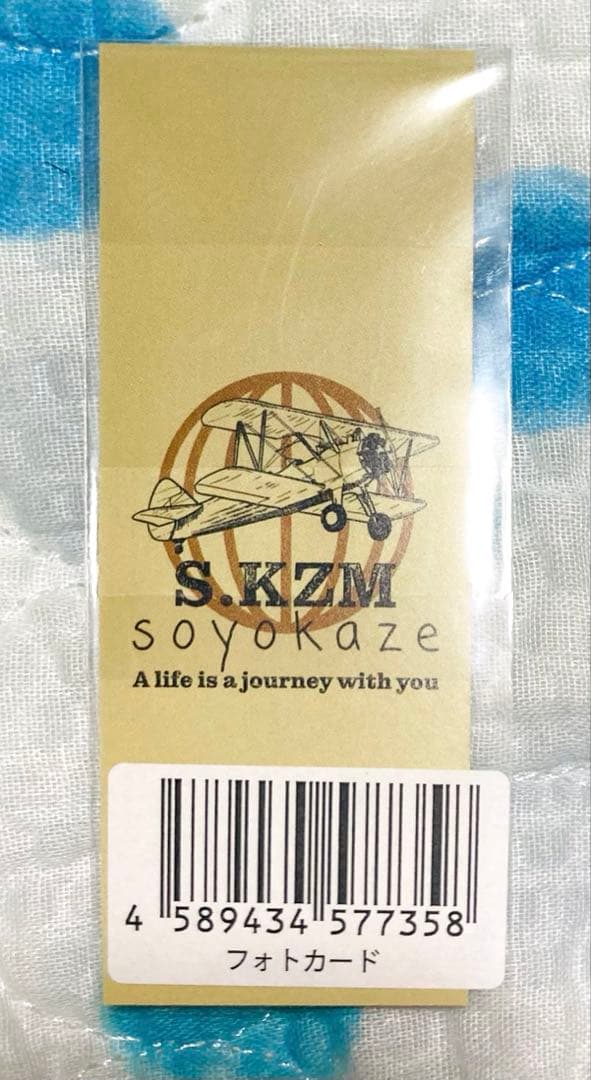 S.KZM
soyokaze
A life is a journey with you
4 589434 577358
フォトカード